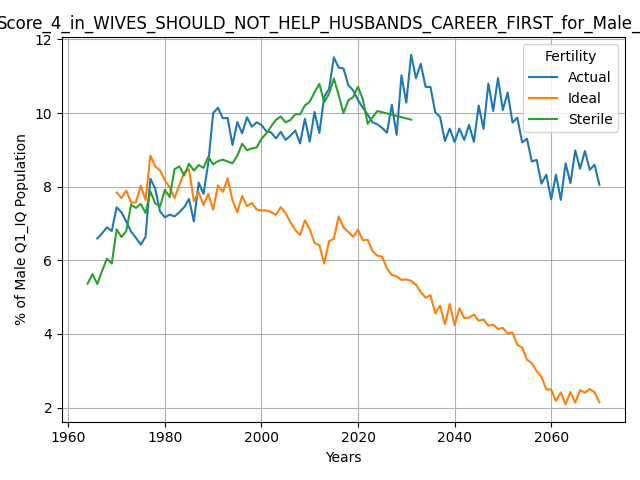 Score_4_in_WIVES_SHOULD_NOT_HELP_HUSBANDS_CAREER_FIRST_for_Male_
Fertility
Actual
Ideal
Sterile
% of Male Q1_IQ Population
12
10
8
6
4
2
1960
1980
2000
2020
2040
2060
Years